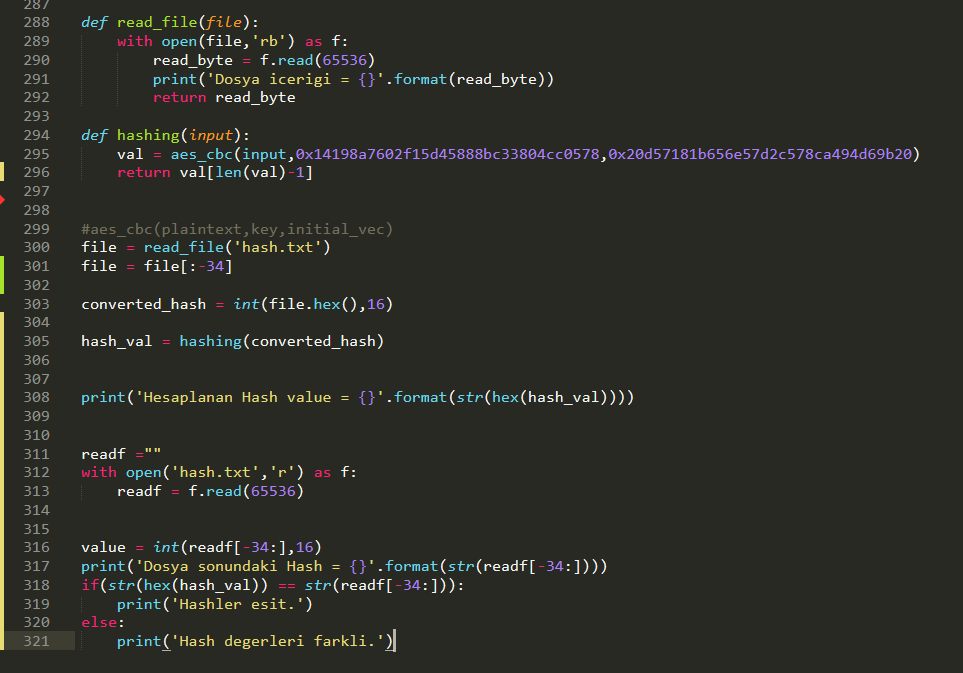 287
288 def read_file(file):
289 with open(file,'rb') as f:
290 read_byte = f.read(65536)
291 print('Dosya icerigi = {}'.format(read_byte))
292 return read_byte
293
294 def hashing(input):
295 val = aes_cbc(input,0x14198a7602f15d45888bc33804cc0578,0x20d57181b656e57d2c578ca494d69b20)
296 return val[len(val)-1]
297
298
299 #aes_cbc(plaintext,key,initial_vec)
300 file = read_file('hash.txt')
301 file = file[:-34]
302
303 converted_hash = int(file.hex(),16)
304
305 hash_val = hashing(converted_hash)
306
307
308 print('Hesaplanan Hash value = {}'.format(str(hex(hash_val))))
309
310
311 readf =""
312 with open('hash.txt','r') as f:
313 readf = f.read(65536)
314
315
316 value = int(readf[-34:],16)
317 print('Dosya sonundaki Hash = {}'.format(str(readf[-34:])))
318 if(str(hex(hash_val)) == str(readf[-34:])):
319 print('Hashler esit.')
320 else:
321 print('Hash degerleri farkli.')